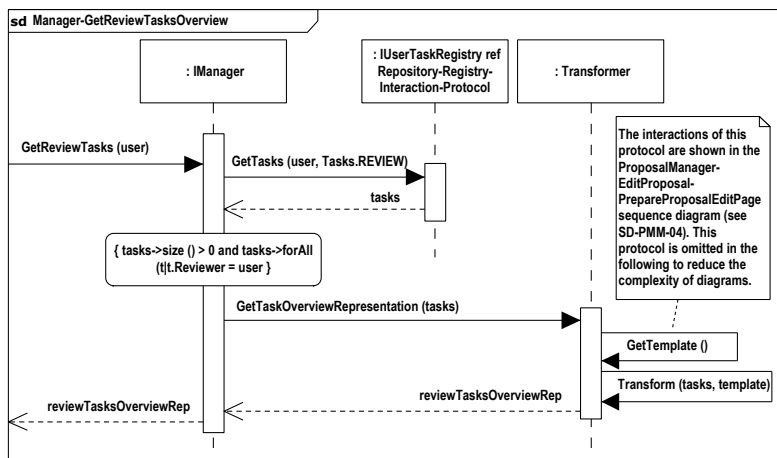 sd Manager-GetReviewTasksOverview
: IManager
: IUserTaskRegistry ref
Repository-Registry-
Interaction-Protocol
: Transformer
The interactions of this
protocol are shown in the
ProposalManager-
EditProposal-
PrepareProposalEditPage
sequence diagram (see
SD-PMM-04). This
protocol is omitted in the
following to reduce the
complexity of diagrams.
GetReviewTasks (user)
GetTasks (user, Tasks.REVIEW)
tasks
{ tasks->size () > 0 and tasks->forAll
(t|t.Reviewer = user }
GetTaskOverviewRepresentation (tasks)
GetTemplate ()
Transform (tasks, template)
reviewTasksOverviewRep
reviewTasksOverviewRep